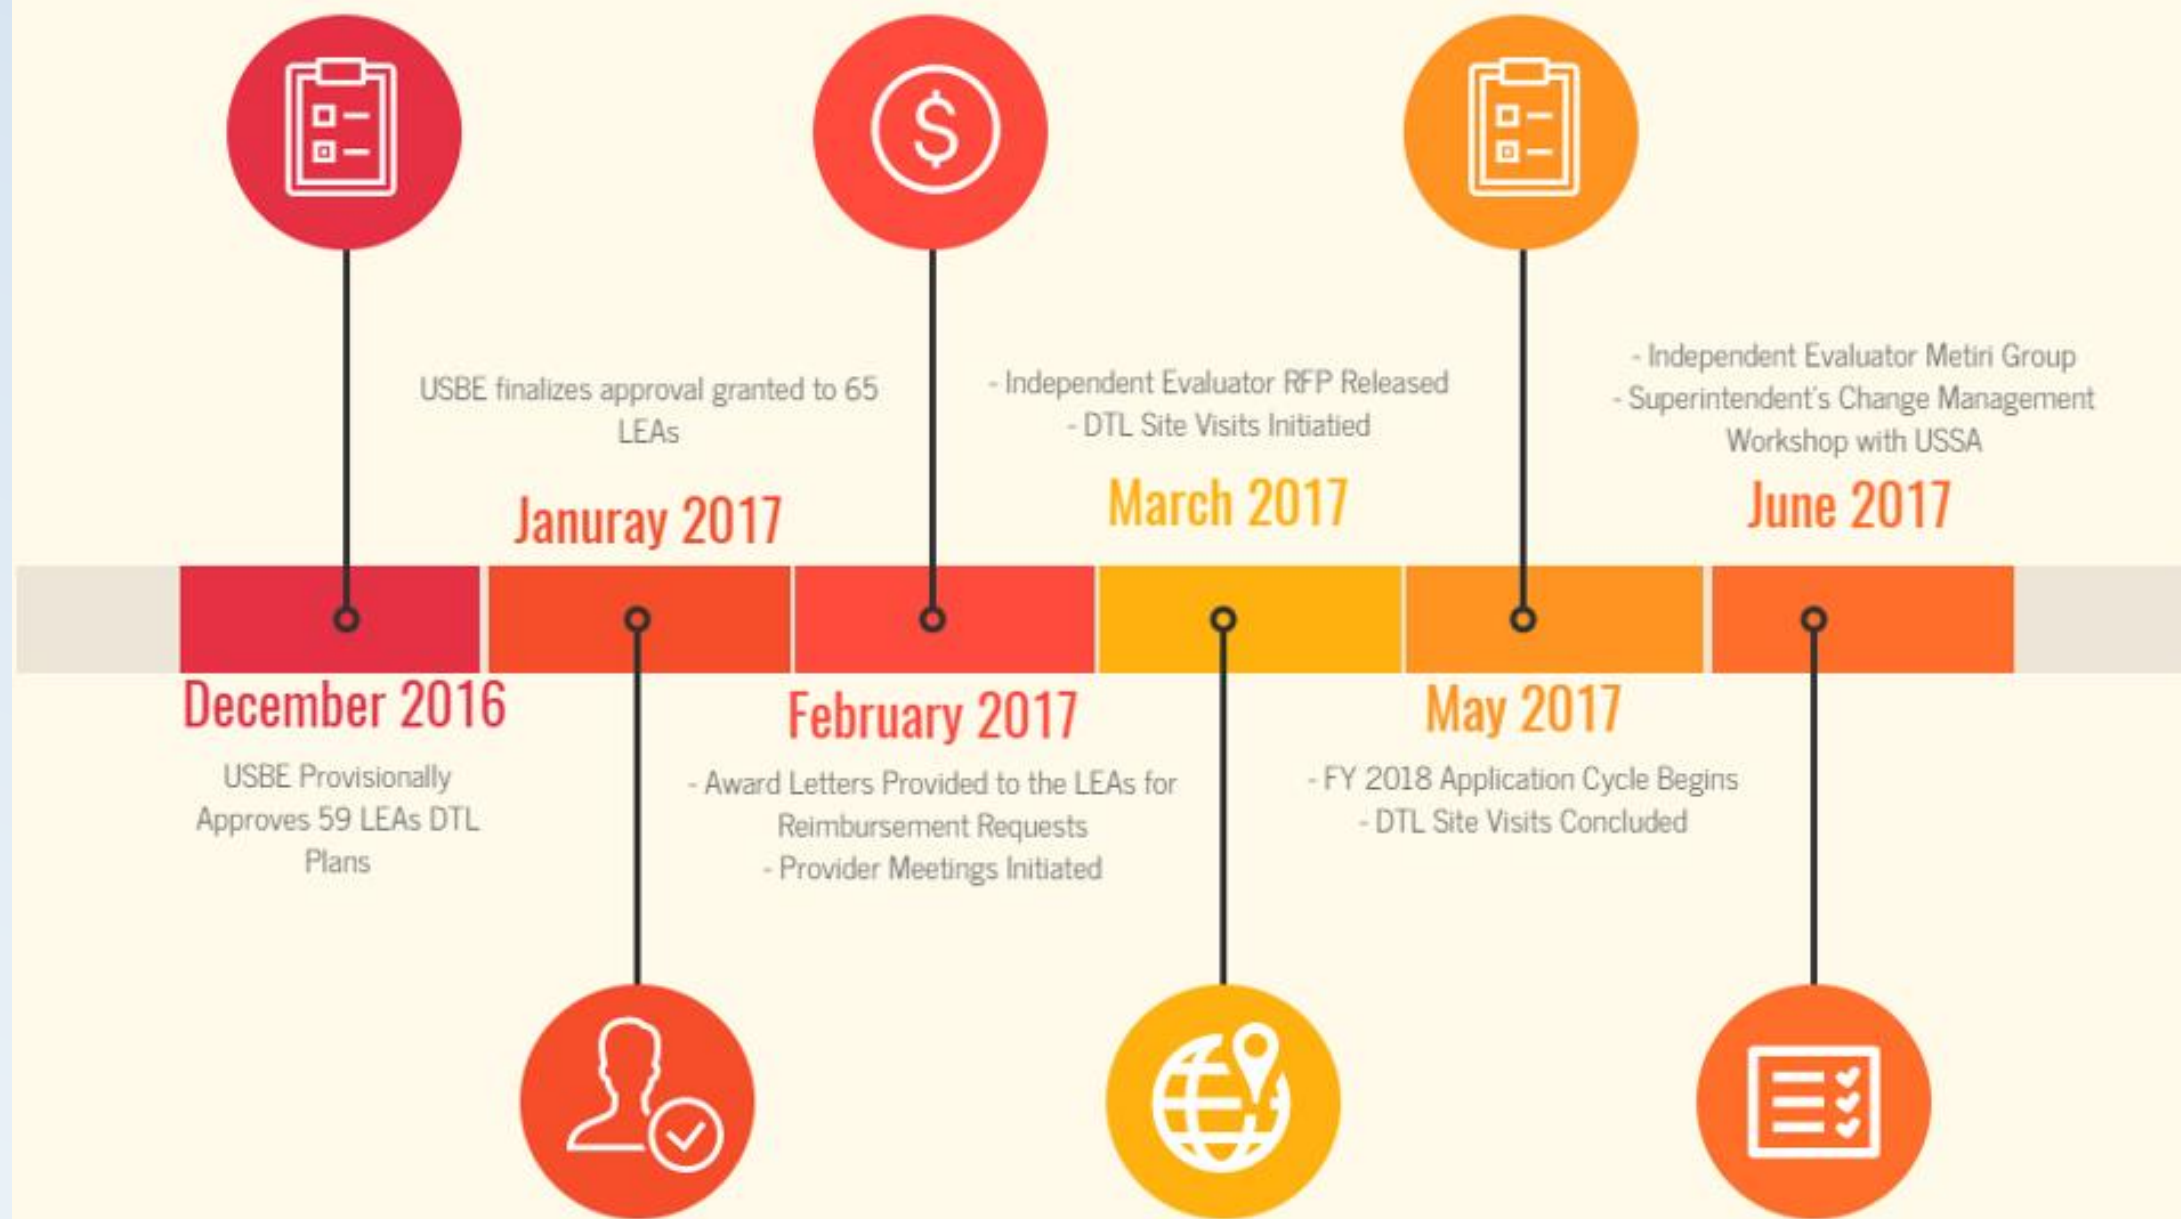 December 2016
USBE Provisionally
Approves 59 LEAs DTL
Plans
USBE finalizes approval granted to 65
LEAs
Januray 2017
$
February 2017
- Award Letters Provided to the LEAs for
Reimbursement Requests
- Provider Meetings Initiated
- Independent Evaluator RFP Released
- DTL Site Visits Initiatied
March 2017
May 2017
- FY 2018 Application Cycle Begins
- DTL Site Visits Concluded
- Independent Evaluator Metiri Group
- Superintendent's Change Management
Workshop with USSA
June 2017